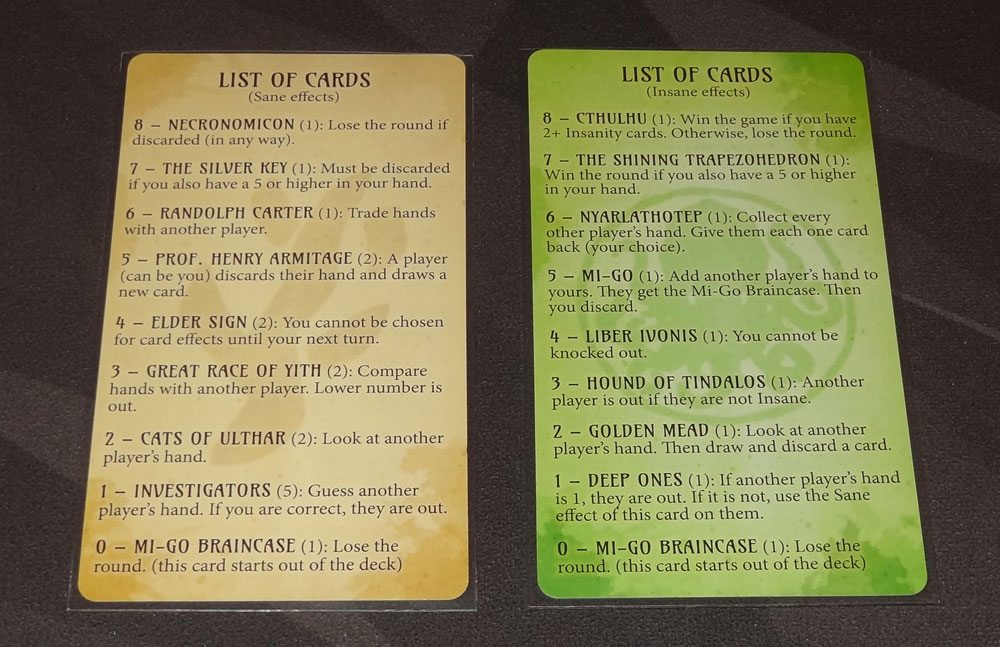 LIST OF CARDS
(Sane effects)
8 – NECRONOMICON (1): Lose the round if
discarded (in any way).
7 – THE SILVER KEY (1): Must be discarded
if you also have a 5 or higher in your hand.
6 – RANDOLPH CARTER (1): Trade hands
with another player.
5 – PROF. HENRY ARMITAGE (2): A player
(can be you) discards their hand and draws a
new card.
4 – ELDER SIGN (2): You cannot be chosen
for card effects until your next turn.
3 – GREAT RACE OF YITH (2): Compare
hands with another player. Lower number is
out.
2 – CATS OF ULTHAR (2): Look at another
player's hand.
1 – INVESTIGATORS (5): Guess another
player's hand. If you are correct, they are out.
0 – MI-GO BRAINCASE (1): Lose the
round. (this card starts out of the deck)
LIST OF CARDS
(Insane effects)
8 – CTHULHU (1): Win the game if you have
2+ Insanity cards. Otherwise, lose the round.
7 – THE SHINING TRAPEZOHEDRON (1):
Win the round if you also have a 5 or higher
in your hand.
6 – NYARLATHOTEP (1): Collect every
other player's hand. Give them each one card
back (your choice).
5 – MI-GO (1): Add another player's hand to
yours. They get the Mi-Go Braincase. Then
you discard.
4 – LIBER IVONIS (1): You cannot be
knocked out.
3 – HOUND OF TINDALOS (1): Another
player is out if they are not Insane.
2 – GOLDEN MEAD (1): Look at another
player's hand. Then draw and discard a card.
1 – DEEP ONES (1): If another player's hand
is 1, they are out. If it is not, use the Sane
effect of this card on them.
0 – MI-GO BRAINCASE (1): Lose the
round. (this card starts out of the deck)